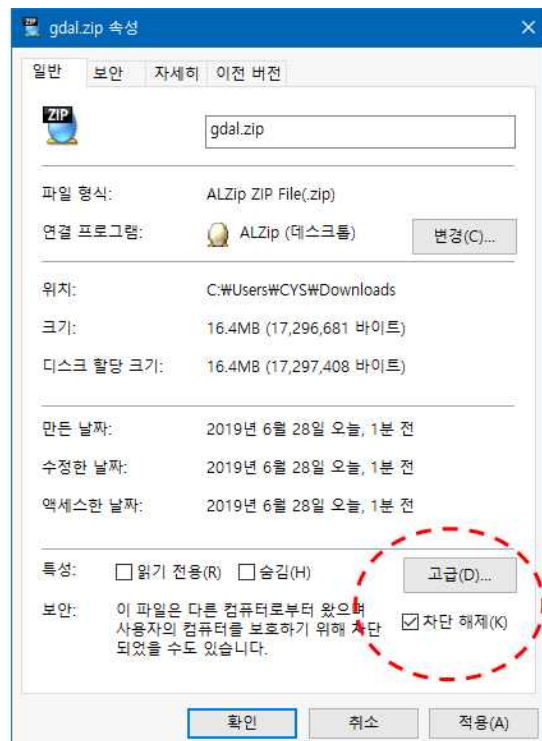 gdal.zip 속성
일반 보안 자세히 이전 버전
ZIP
gdal.zip
파일 형식: ALZip ZIP File(.zip)
연결 프로그램: ALZip (데스크톱) 변경(C)...
위치: C:₩Users₩CYS₩Downloads
크기: 16.4MB (17,296,681 바이트)
디스크 할당 크기: 16.4MB (17,297,408 바이트)
만든 날짜: 2019년 6월 28일 오늘, 1분 전
수정한 날짜: 2019년 6월 28일 오늘, 1분 전
액세스한 날짜: 2019년 6월 28일 오늘, 1분 전
특성: 읽기 전용(R) 숨김(H) 고급(D)...
보안: 이 파일은 다른 컴퓨터로부터 왔으며
사용자의 컴퓨터를 보호하기 위해 차단 차단 해제(K)
되었을 수도 있습니다.
확인 취소 적용(A)